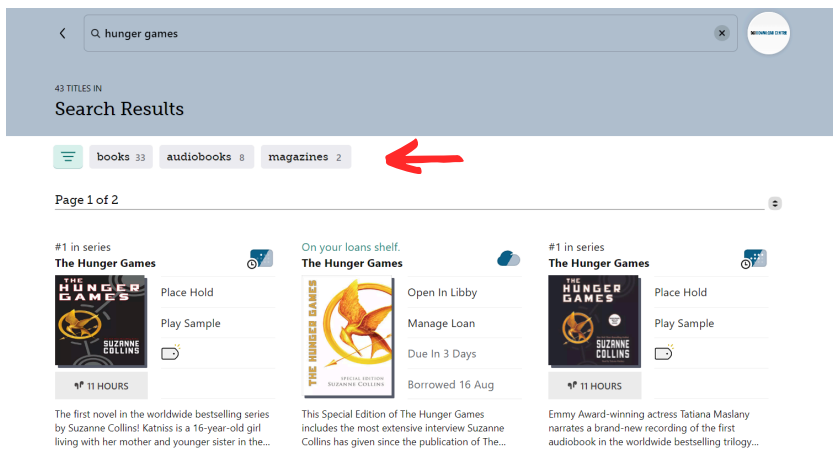 hunger games
DOWNLOAD CENTRE
43 TITLES IN
Search Results
books 33
audiobooks 8
magazines 2
Page 1 of 2
#1 in series
The Hunger Games
THE
HUNGER
GAMES
SUZANNE
COLLINS
Place Hold
Play Sample
11 HOURS
The first novel in the worldwide bestselling series
by Suzanne Collins! Katniss is a 16-year-old girl
living with her mother and younger sister in the...
On your loans shelf.
The Hunger Games
THE HUNGER GAMES
SPECIAL EDITION
SUZANNE COLLINS
Open In Libby
Manage Loan
Due In 3 Days
Borrowed 16 Aug
This Special Edition of The Hunger Games
includes the most extensive interview Suzanne
Collins has given since the publication of The...
#1 in series
The Hunger Games
THE
HUNGER
GAMES
SUZANNE
COLLINS
Place Hold
Play Sample
11 HOURS
Emmy Award-winning actress Tatiana Maslany
narrates a brand-new recording of the first
audiobook in the worldwide bestselling trilogy...